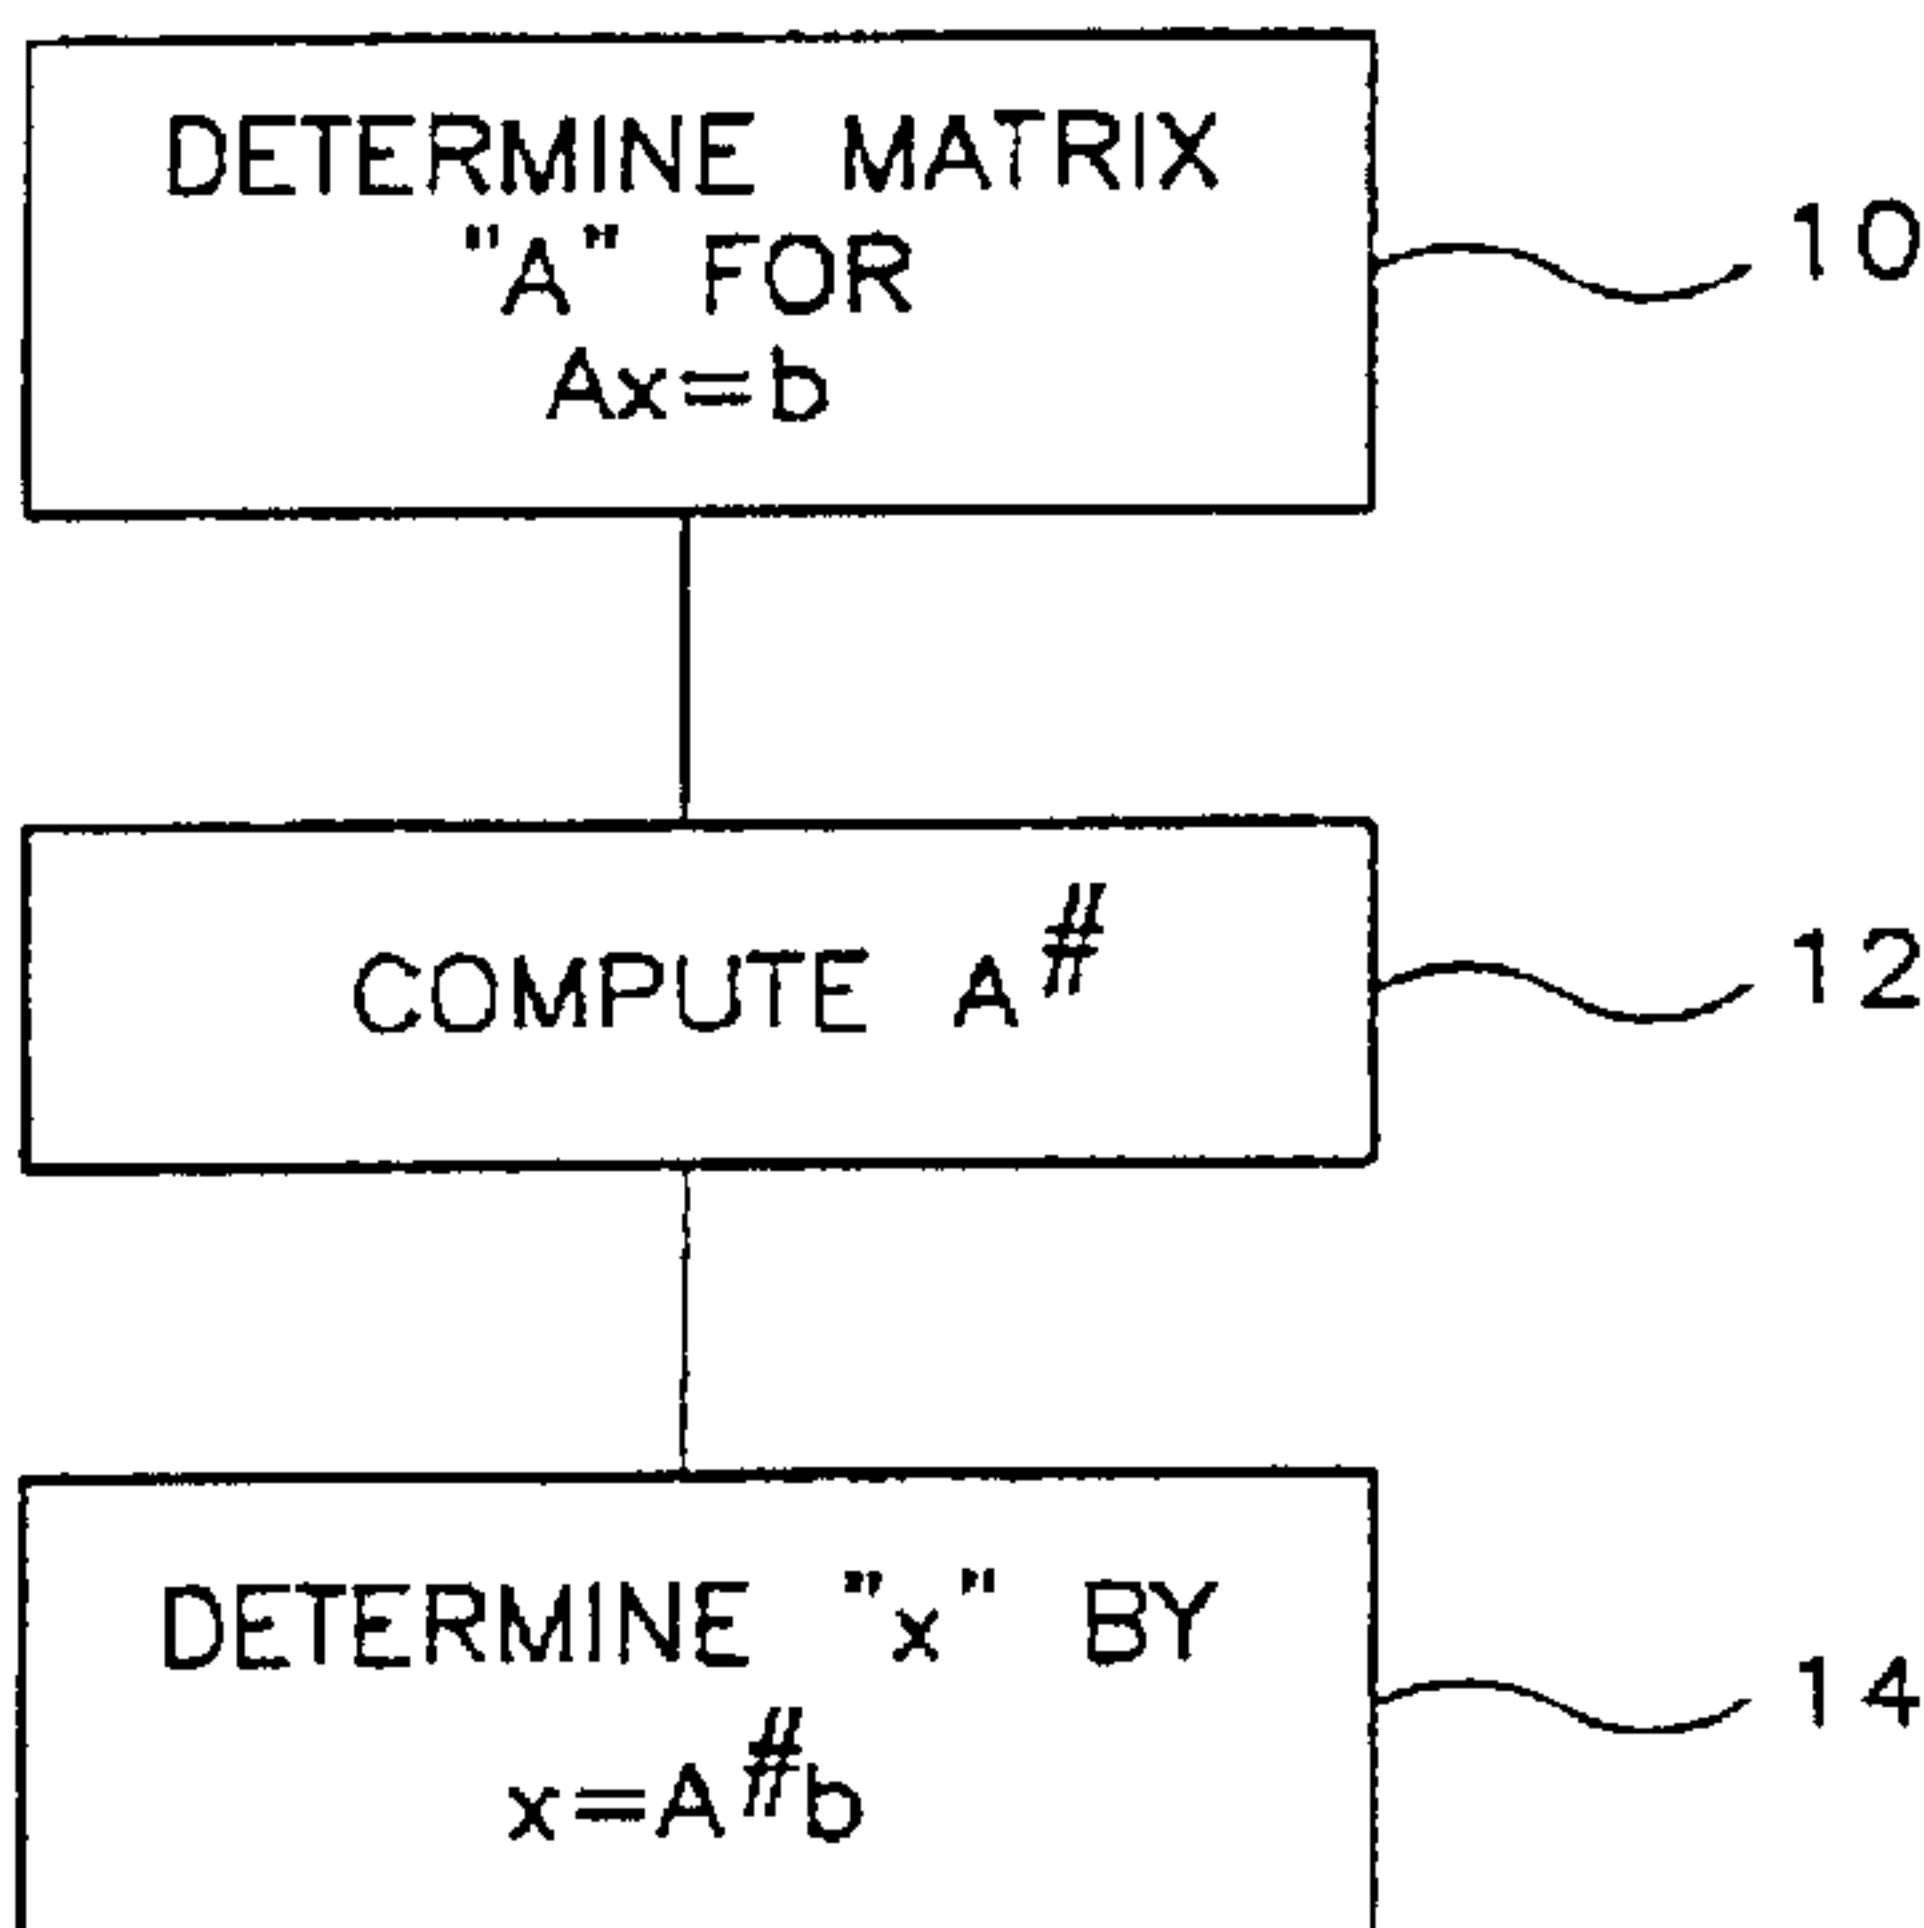 DETERMINE MATRIX
"A" FOR
Ax=b
10
COMPUTE A#
12
DETERMINE "x" BY
x=A#b
14